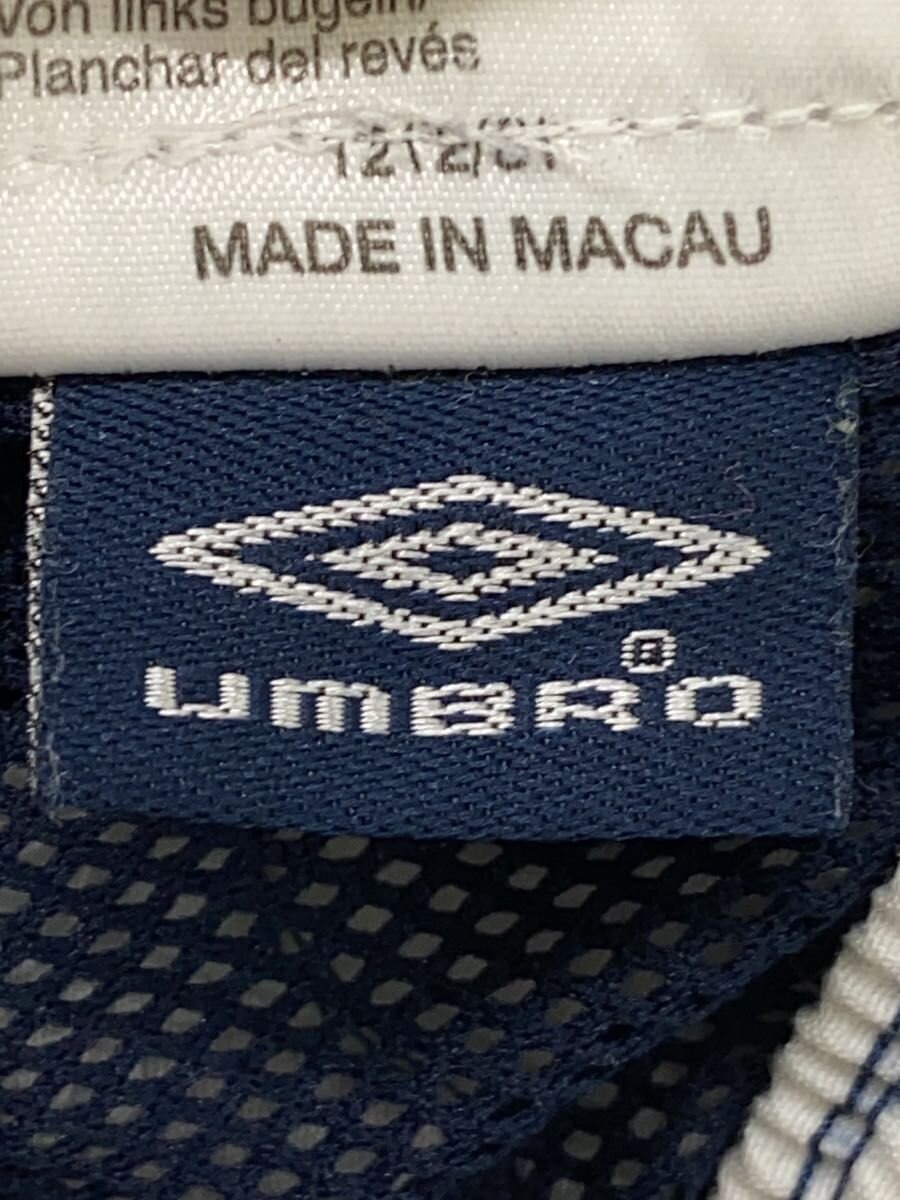 von links bügeln/
Planchar del revés
MADE IN MACAU
UMBRO®